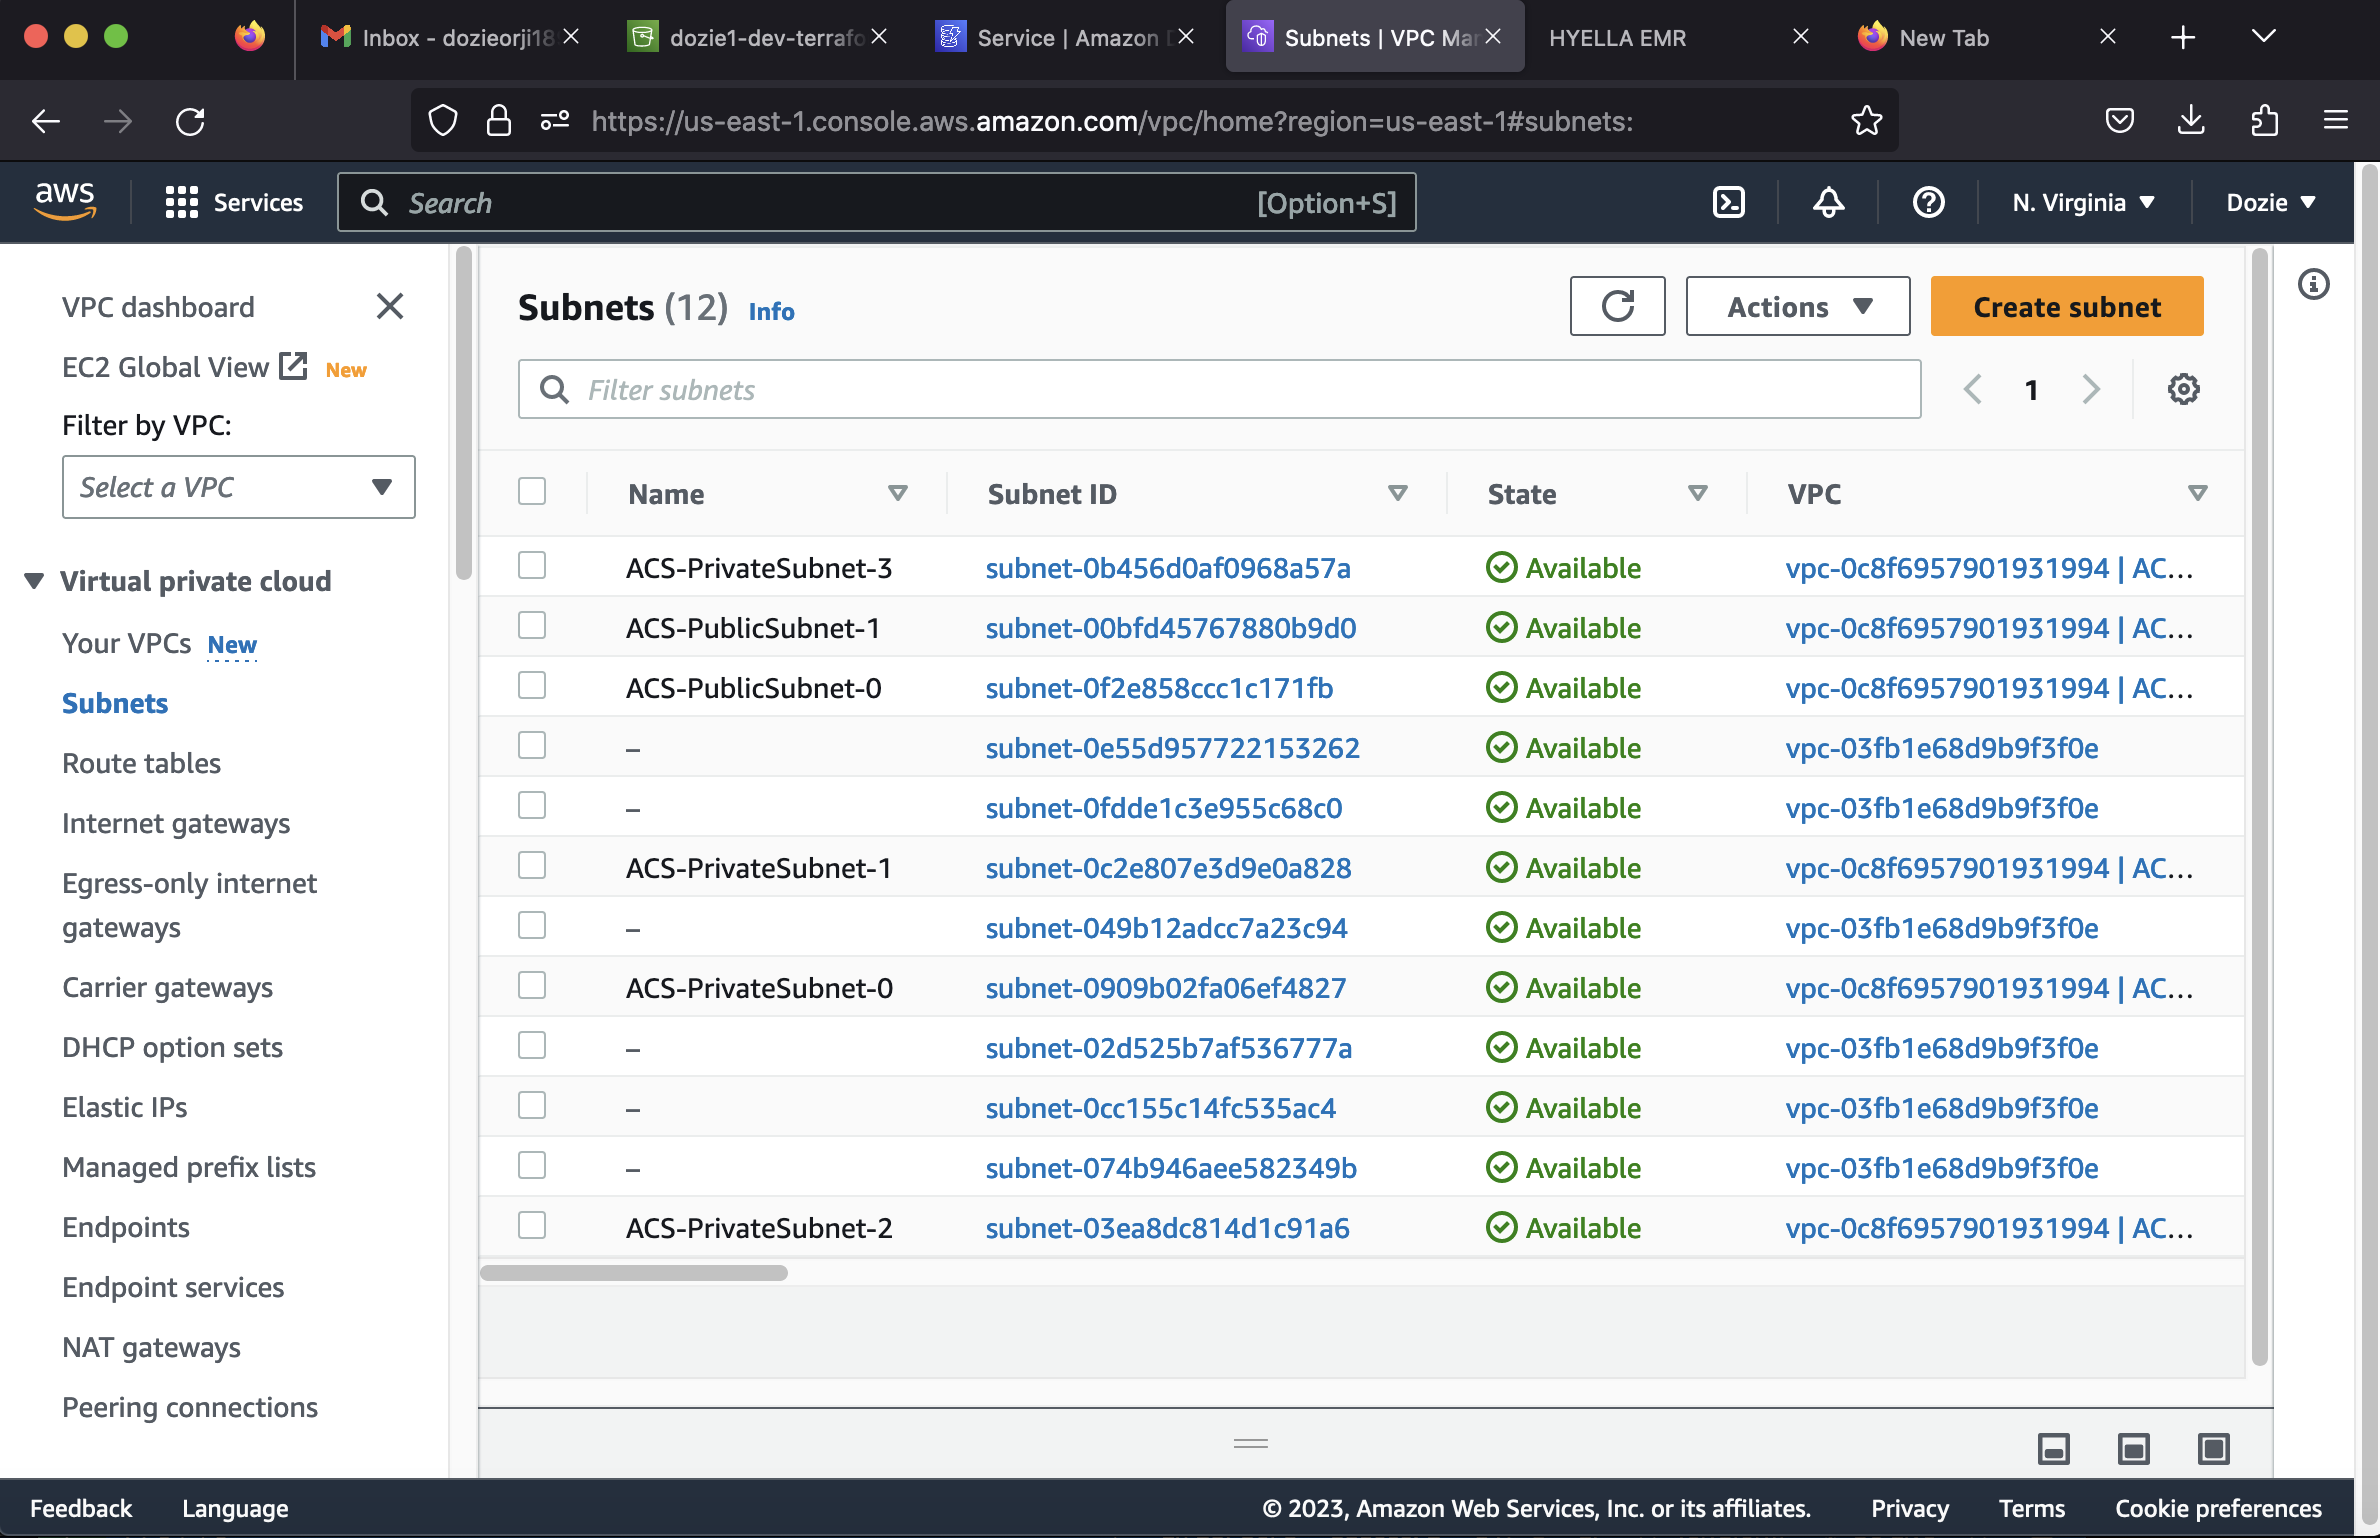 Inbox - dozieorji18
dozie1-dev-terrafo
Service | Amazon D
Subnets | VPC Mar
HYELLA EMR
New Tab
https://us-east-1.console.aws.amazon.com/vpc/home?region=us-east-1#subnets:
aws
Services
Search
[Option+S]
N. Virginia
Dozie
VPC dashboard
EC2 Global View New
Filter by VPC:
Select a VPC
Virtual private cloud
Your VPCs New
Subnets
Route tables
Internet gateways
Egress-only internet
gateways
Carrier gateways
DHCP option sets
Elastic IPs
Managed prefix lists
Endpoints
Endpoint services
NAT gateways
Peering connections
Subnets (12) Info
Actions
Create subnet
Filter subnets
1
Name Subnet ID State VPC
ACS-PrivateSubnet-3 subnet-0b456d0af0968a57a Available vpc-0c8f6957901931994 | AC...
ACS-PublicSubnet-1 subnet-00bfd45767880b9d0 Available vpc-0c8f6957901931994 | AC...
ACS-PublicSubnet-0 subnet-0f2e858ccc1c171fb Available vpc-0c8f6957901931994 | AC...
– subnet-0e55d957722153262 Available vpc-03fb1e68d9b9f3f0e
– subnet-0fdde1c3e955c68c0 Available vpc-03fb1e68d9b9f3f0e
ACS-PrivateSubnet-1 subnet-0c2e807e3d9e0a828 Available vpc-0c8f6957901931994 | AC...
– subnet-049b12adcc7a23c94 Available vpc-03fb1e68d9b9f3f0e
ACS-PrivateSubnet-0 subnet-0909b02fa06ef4827 Available vpc-0c8f6957901931994 | AC...
– subnet-02d525b7af536777a Available vpc-03fb1e68d9b9f3f0e
– subnet-0cc155c14fc535ac4 Available vpc-03fb1e68d9b9f3f0e
– subnet-074b946aee582349b Available vpc-03fb1e68d9b9f3f0e
ACS-PrivateSubnet-2 subnet-03ea8dc814d1c91a6 Available vpc-0c8f6957901931994 | AC...
Feedback Language © 2023, Amazon Web Services, Inc. or its affiliates. Privacy Terms Cookie preferences